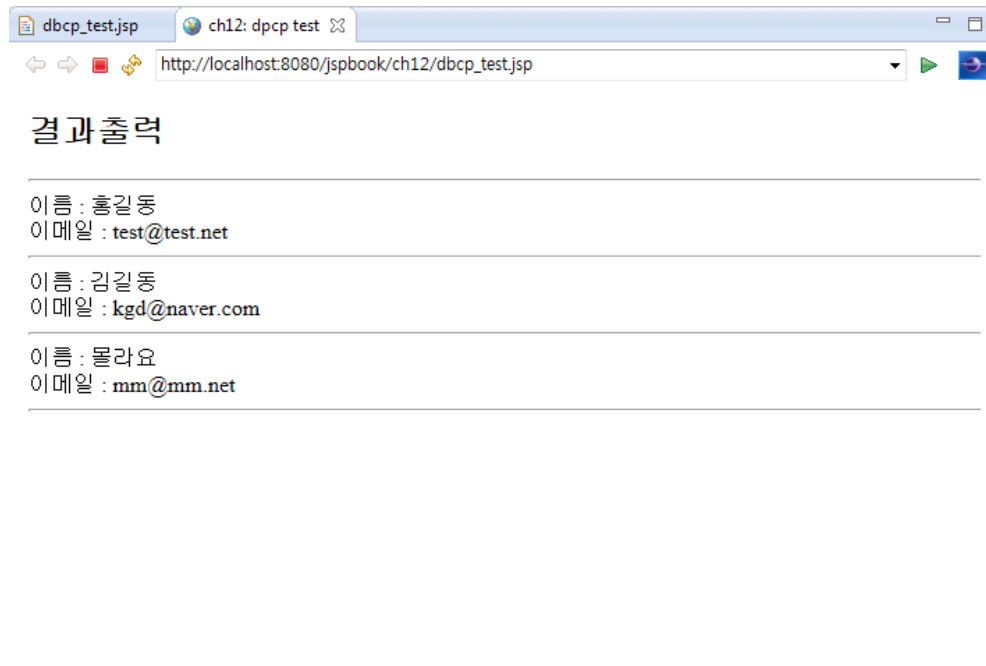 dbcp_test.jsp
ch12: dpcp test
http://localhost:8080/jspbook/ch12/dbcp_test.jsp
결과출력
이름 : 홍길동
이메일 : test@test.net
이름 : 김길동
이메일 : kgd@naver.com
이름 : 몰라요
이메일 : mm@mm.net